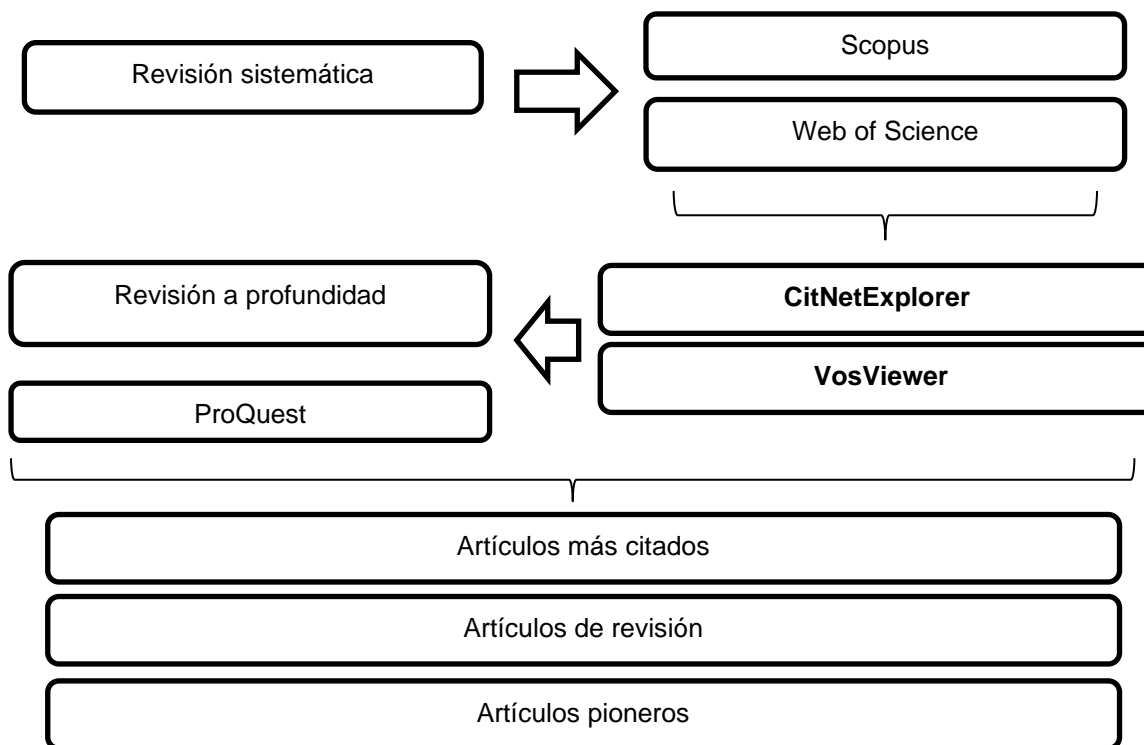 Revisión sistemática
Scopus
Web of Science
Revisión a profundidad
CitNetExplorer
VosViewer
ProQuest
Artículos más citados
Artículos de revisión
Artículos pioneros